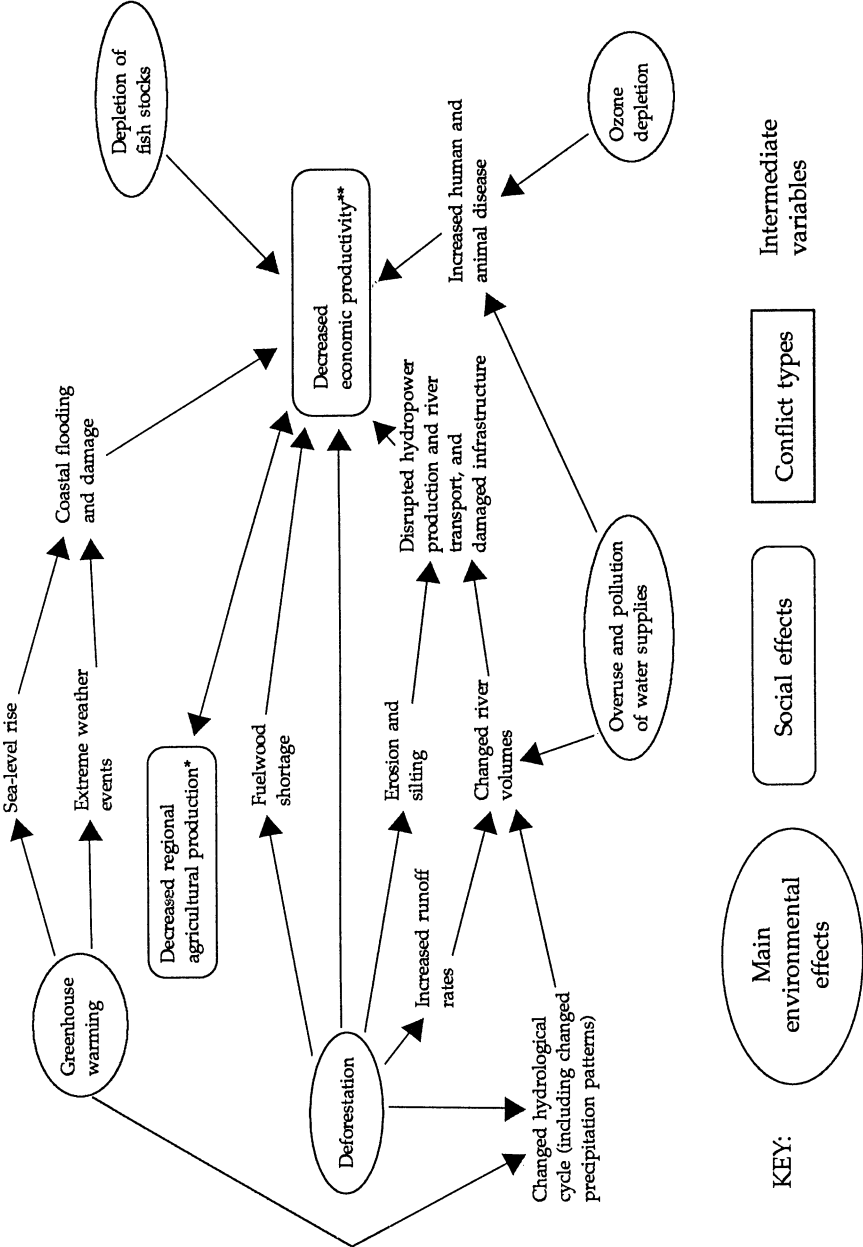 Greenhouse
warming
Sea-level rise
Extreme weather
events
Coastal flooding
and damage
Depletion of
fish stocks
Decreased regional
agricultural production*
Decreased
economic productivity**
Deforestation
Fuelwood
shortage
Erosion and
silting
Increased runoff
rates
Changed river
volumes
Disrupted hydropower
production and river
transport, and
damaged infrastructure
Increased human and
animal disease
Changed hydrological
cycle (including changed
precipitation patterns)
Overuse and pollution
of water supplies
Ozone
depletion
KEY:
Main
environmental
effects
Social effects
Conflict types
Intermediate
variables